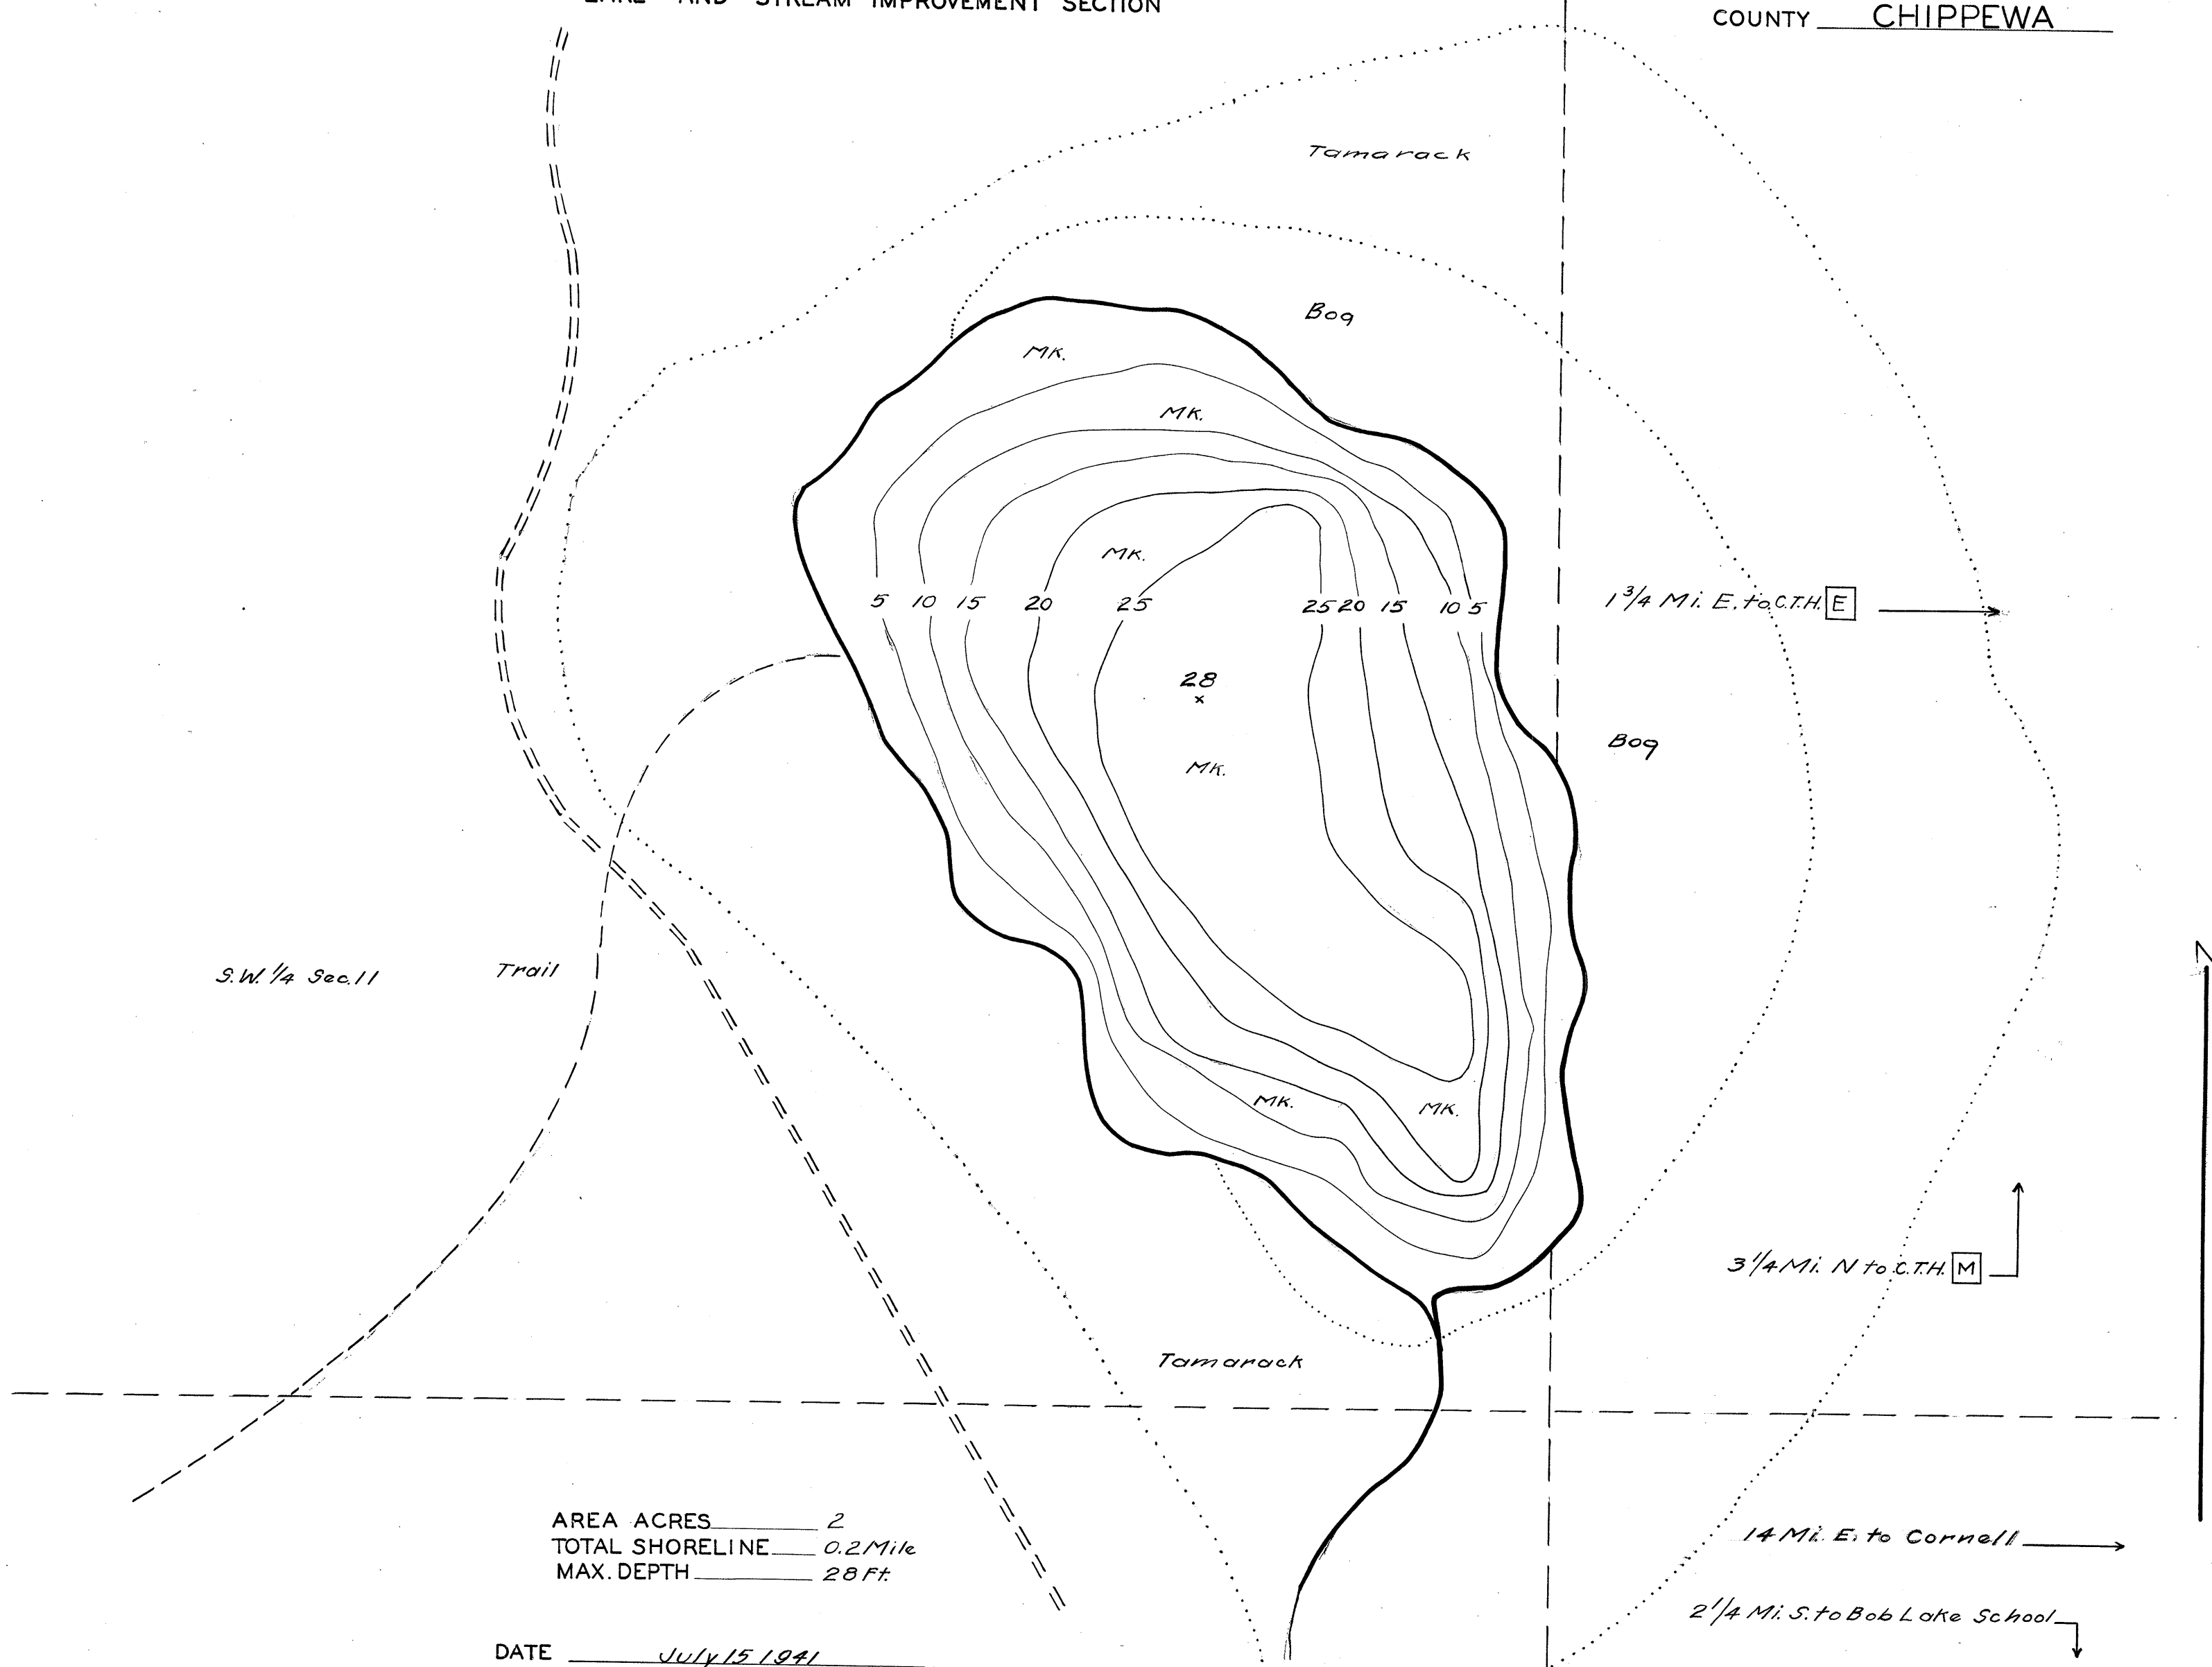 LAKE AND STREAM IMPROVEMENT SECTION
COUNTY CHIPPEWA
Tamarack
Bog
MK.
MK.
MK.
5 10 15 20 25 25 20 15 10 5
1 3/4 Mi. E. to C.T.H. E
28
x
Bog
MK.
S.W. 1/4 Sec. 11
Trail
N
MK.
MK.
3 1/4 Mi. N to C.T.H. M
Tamarack
AREA ACRES 2
TOTAL SHORELINE 0.2 Mile
MAX. DEPTH 28 Ft.
14 Mi. E. to Cornell
2 1/4 Mi. S. to Bob Lake School
DATE July 15 1941